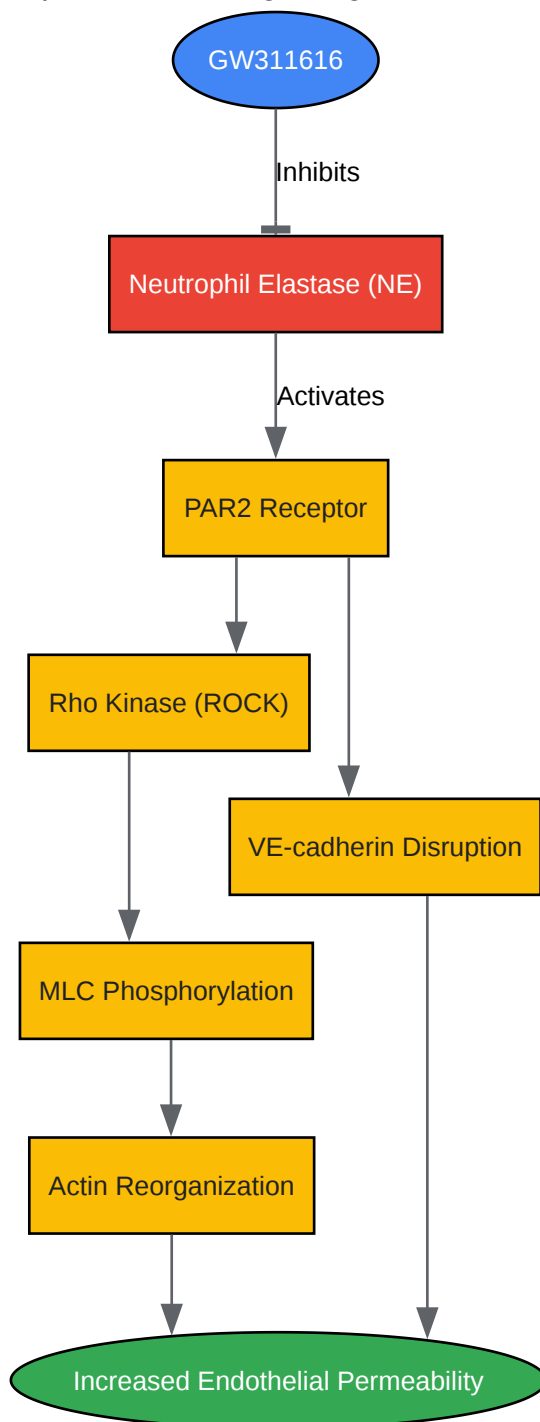 GW311616
Inhibits
Neutrophil Elastase (NE)
Activates
PAR2 Receptor
Rho Kinase (ROCK)
VE-cadherin Disruption
MLC Phosphorylation
Actin Reorganization
Increased Endothelial Permeability